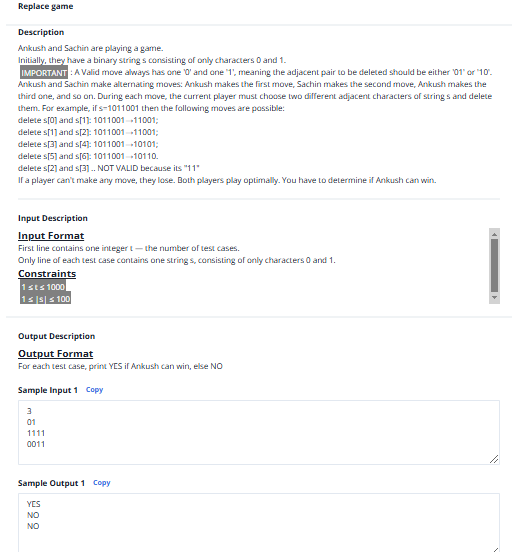 Replace game
Description
Ankush and Sachin are playing a game.
Initially, they have a binary string s consisting of only characters 0 and 1.
IMPORTANT : A Valid move always has one '0' and one '1', meaning the adjacent pair to be deleted should be either '01' or '10'.
Ankush and Sachin make alternating moves: Ankush makes the first move, Sachin makes the second move, Ankush makes the
third one, and so on. During each move, the current player must choose two different adjacent characters of string s and delete
them. For example, if s=1011001 then the following moves are possible:
delete s[0] and s[1]: 1011001→11001;
delete s[1] and s[2]: 1011001→11001;
delete s[3] and s[4]: 1011001→10101;
delete s[5] and s[6]: 1011001→10110.
delete s[2] and s[3] .. NOT VALID because its "11"
If a player can't make any move, they lose. Both players play optimally. You have to determine if Ankush can win.
Input Description
Input Format
First line contains one integer t — the number of test cases.
Only line of each test case contains one string s, consisting of only characters 0 and 1.
Constraints
1 ≤ t ≤ 1000
1 ≤ |s| ≤ 100
Output Description
Output Format
For each test case, print YES if Ankush can win, else NO
Sample Input 1 Copy
3
01
1111
0011
Sample Output 1 Copy
YES
NO
NO